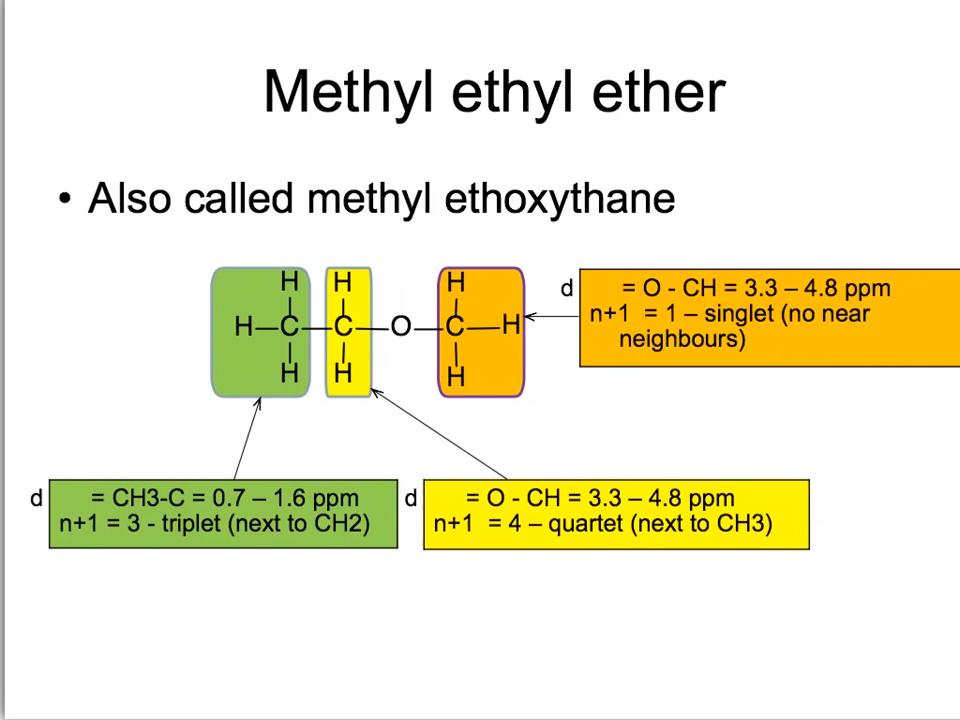 Methyl ethyl ether
• Also called methyl ethoxythane
H H H
H—C—C—O—C—H
H H H
d = O - CH = 3.3 – 4.8 ppm
n+1 = 1 – singlet (no near
neighbours)
d = CH3-C = 0.7 – 1.6 ppm
n+1 = 3 - triplet (next to CH2)
d = O - CH = 3.3 – 4.8 ppm
n+1 = 4 – quartet (next to CH3)